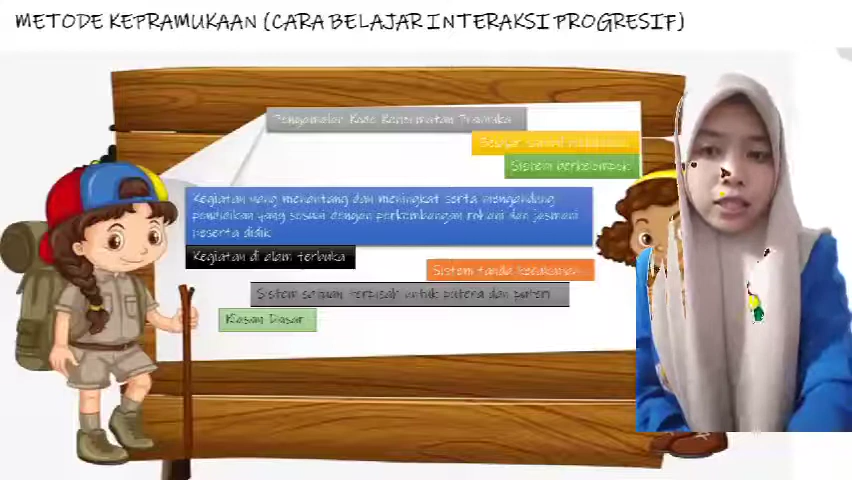 METODE KEPRAMUKAAN (CARA BELAJAR INTERAKSI PROGRESIF)
Pengamalan Kode Kehormatan Pramuka
Belajar sambil melakukan
Sistem berkelompok
Kegiatan yang menantang dan meningkat serta mengandung
pendidikan yang sesuai dengan perkembangan rohani dan jasmani
peserta didik
Kegiatan di alam terbuka
Sistem tanda kecakapan
Sistem satuan terpisah untuk putera dan puteri
Kiasan Dasar